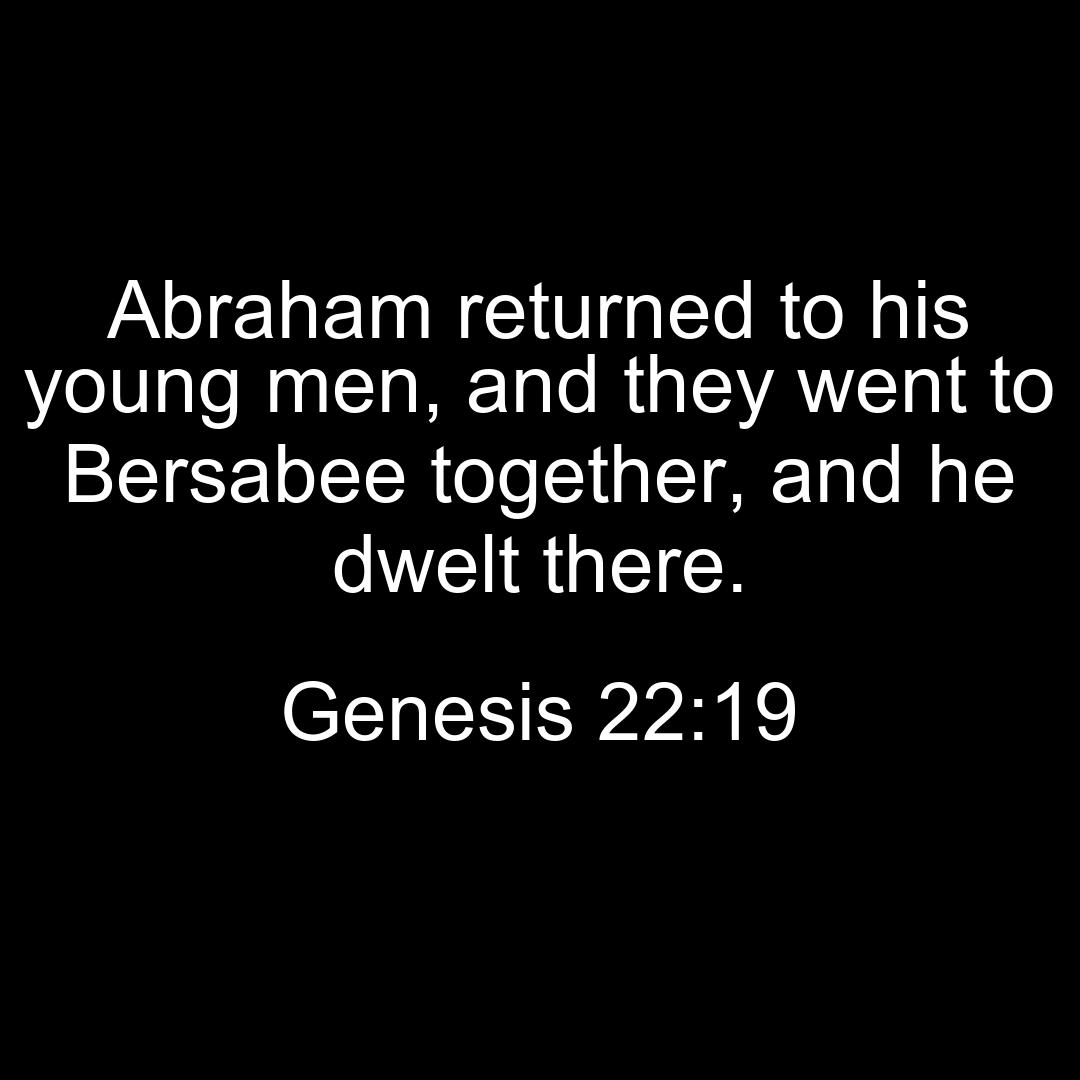 Abraham returned to his
young men, and they went to
Bersabee together, and he
dwelt there.
Genesis 22:19